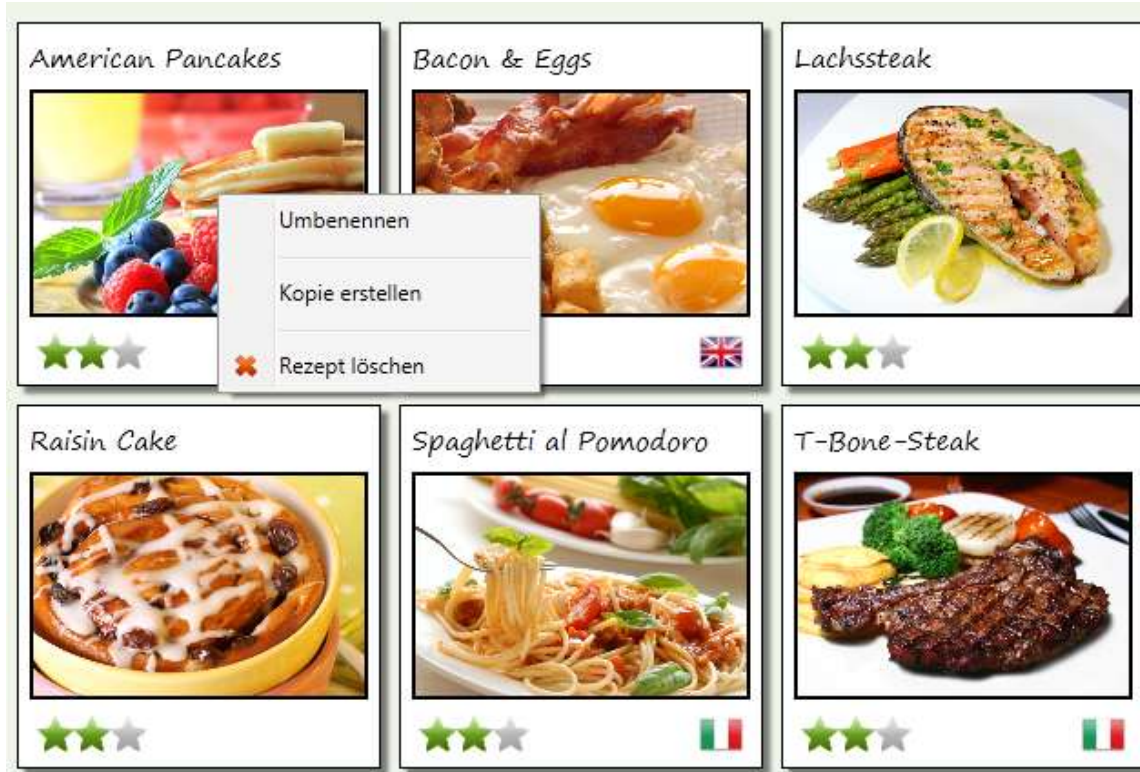 American Pancakes
Bacon & Eggs
Lachssteak
Umbenennen
Kopie erstellen
Rezept löschen
Raisin Cake
Spaghetti al Pomodoro
T-Bone-Steak